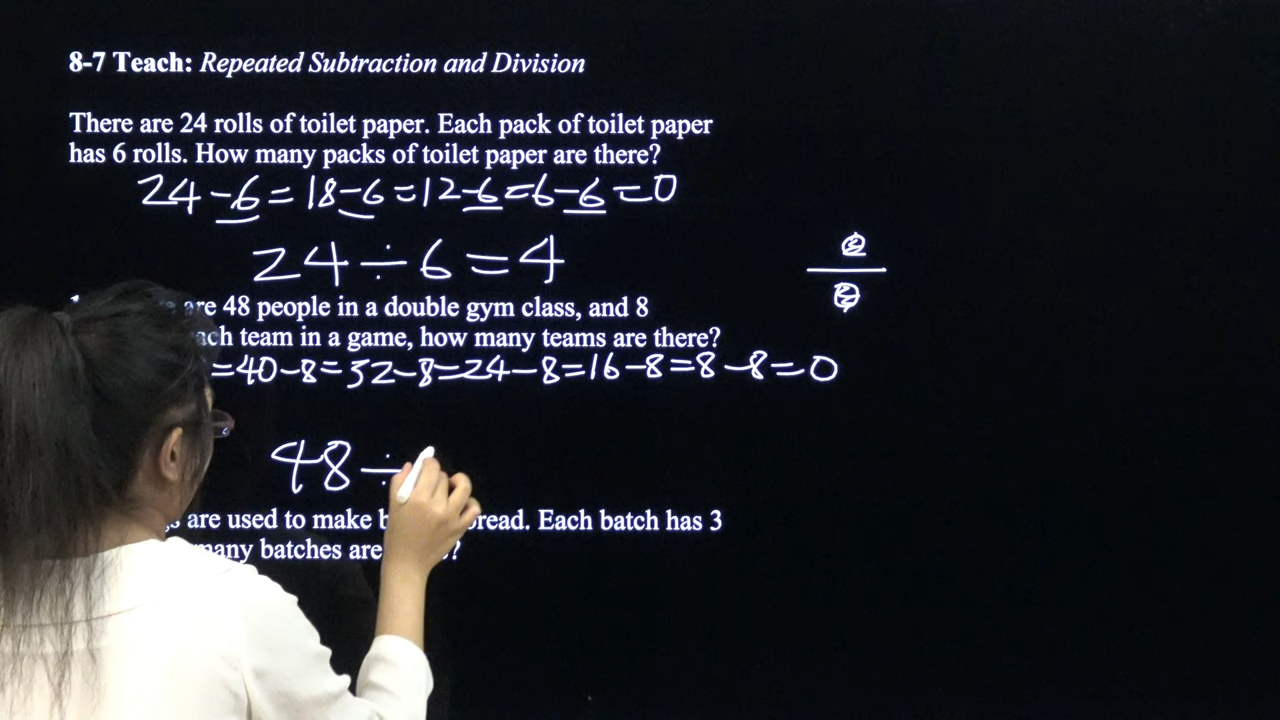 8-7 Teach: Repeated Subtraction and Division
There are 24 rolls of toilet paper. Each pack of toilet paper
has 6 rolls. How many packs of toilet paper are there?
24-6=18-6=12-6=6-6=0
24÷6=4
are 48 people in a double gym class, and 8
team in a game, how many teams are there?
=40-8=32-8=24-8=16-8=8-8=0
48÷
are used to make bread. Each batch has 3
many batches are